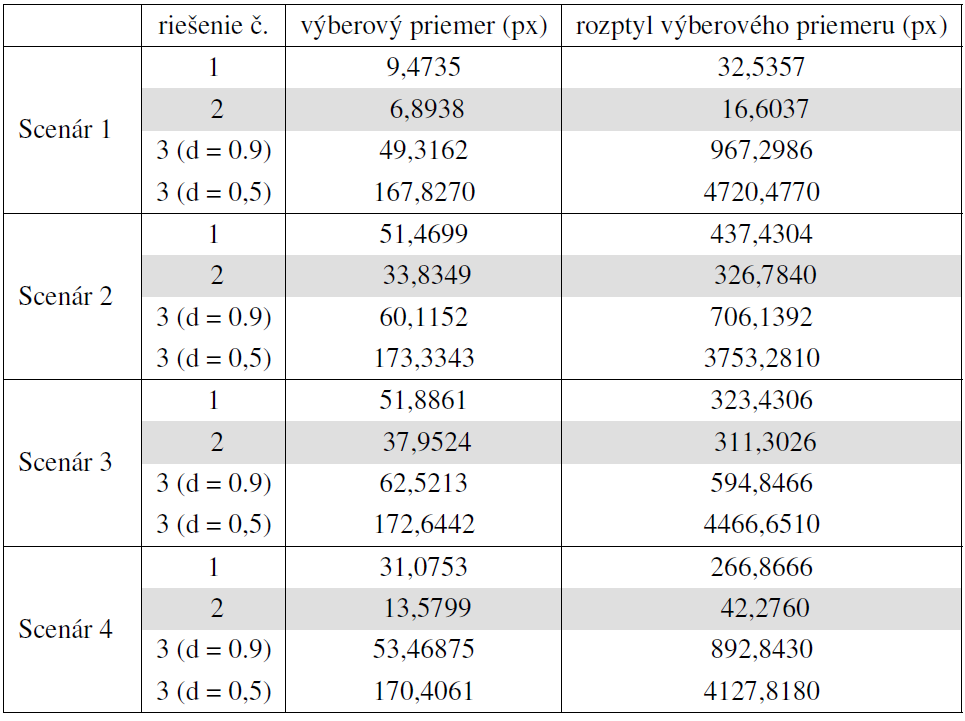 riešenie č. výberový priemer (px) rozptyl výberového priemeru (px)
Scenár 1
1 9,4735 32,5357
2 6,8938 16,6037
3 (d = 0.9) 49,3162 967,2986
3 (d = 0,5) 167,8270 4720,4770
Scenár 2
1 51,4699 437,4304
2 33,8349 326,7840
3 (d = 0.9) 60,1152 706,1392
3 (d = 0,5) 173,3343 3753,2810
Scenár 3
1 51,8861 323,4306
2 37,9524 311,3026
3 (d = 0.9) 62,5213 594,8466
3 (d = 0,5) 172,6442 4466,6510
Scenár 4
1 31,0753 266,8666
2 13,5799 42,2760
3 (d = 0.9) 53,46875 892,8430
3 (d = 0,5) 170,4061 4127,8180